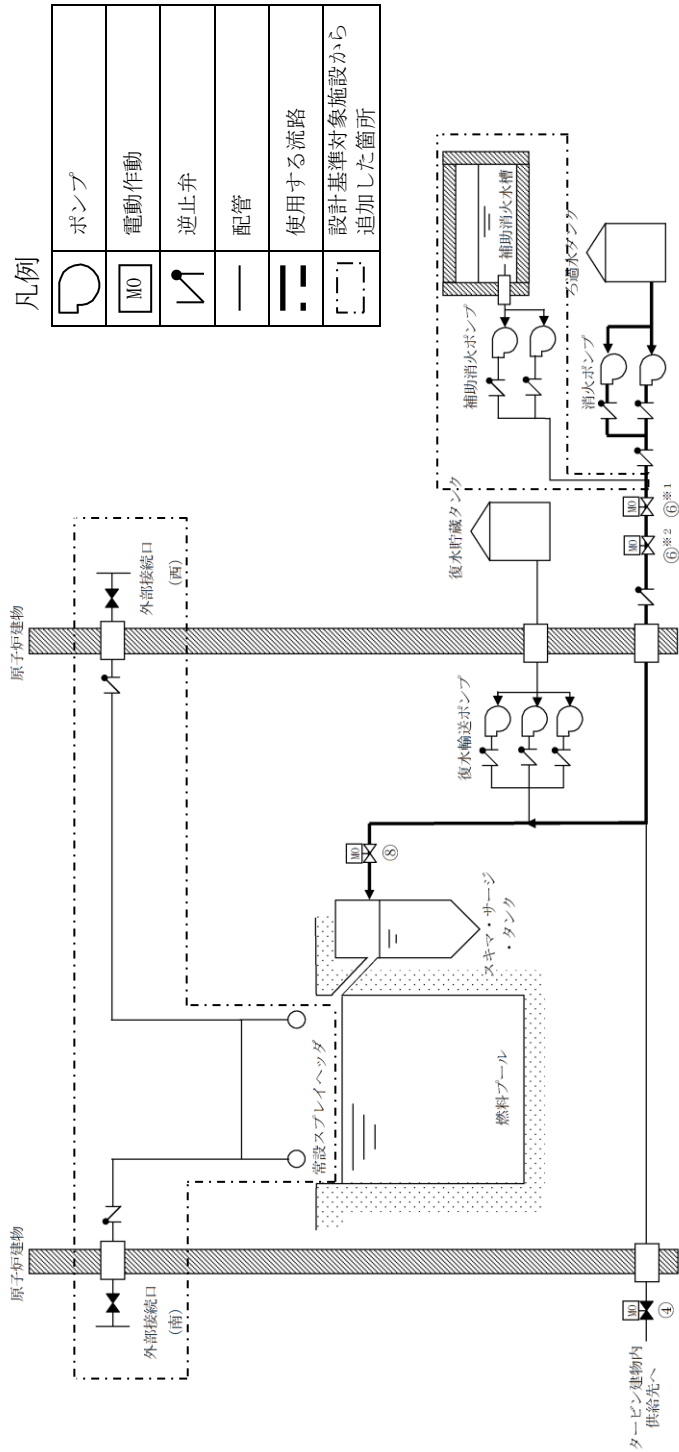 凡例
ポンプ
MO
電動作動
逆止弁
配管
使用する流路
設計基準対象施設から
追加した箇所
原子炉建物
外部接続口
(南)
原子炉建物
外部接続口
(西)
常設スプレイヘッダ
燃料プール
スキマ・サージ
・タンク
MO
⑧
復水輸送ポンプ
復水貯蔵タンク
補助消火ポンプ
補助消火水槽
消火ポンプ
ろ過水タンク
MO
⑥※2
MO
⑥※1
MO
④
タービン建物内
供給先へ